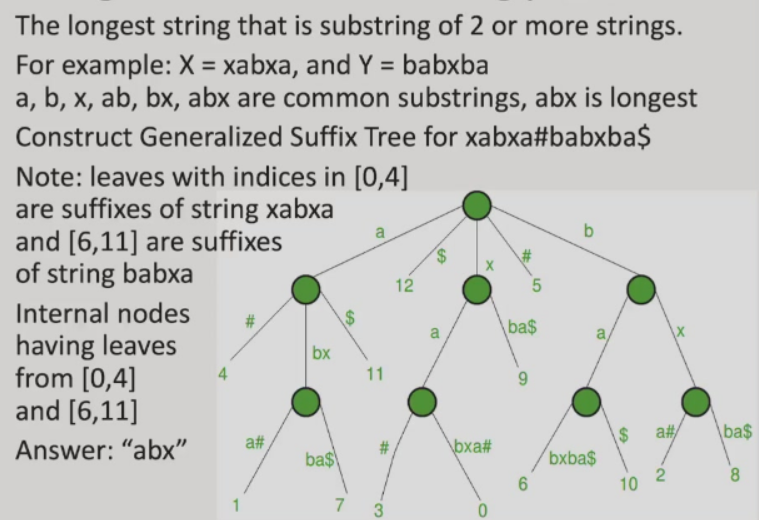 The longest string that is substring of 2 or more strings.
For example: X = xabxa, and Y = babxba
a, b, x, ab, bx, abx are common substrings, abx is longest
Construct Generalized Suffix Tree for xabxa#babxba$
Note: leaves with indices in [0,4]
are suffixes of string xabxa
and [6,11] are suffixes
of string babxa
Internal nodes
having leaves
from [0,4]
and [6,11]
Answer: “abx”
a
b
$
x
#
12
5
#
$
a
ba$
a
x
bx
4
11
9
a#
ba$
#
bxa#
bxba$
$
a#
ba$
1
7
3
0
6
10
2
8